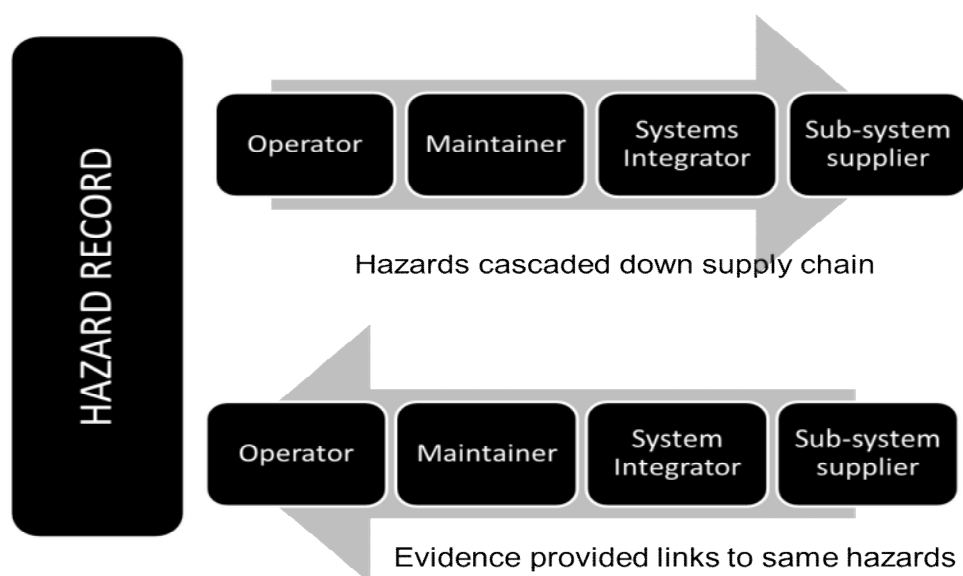 HAZARD RECORD
Operator
Maintainer
Systems
Integrator
Sub-system
supplier
Hazards cascaded down supply chain
Operator
Maintainer
System
Integrator
Sub-system
supplier
Evidence provided links to same hazards